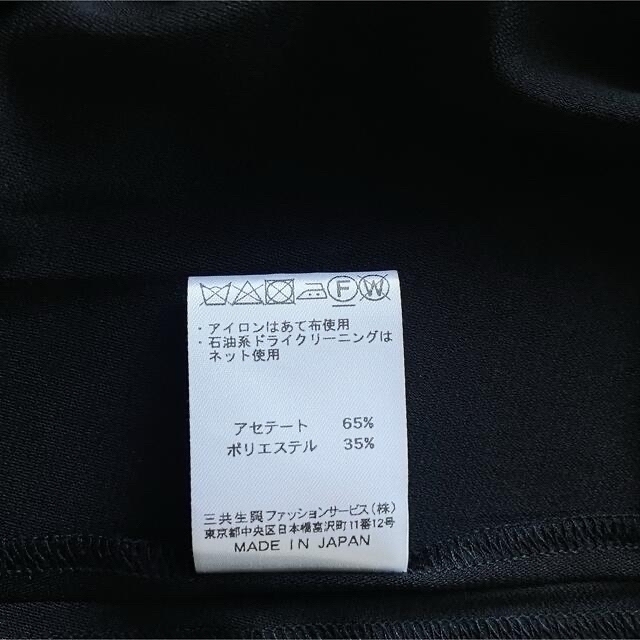 F W
・アイロンはあて布使用
・石油系ドライクリーニングは
ネット使用
アセテート 65%
ポリエステル 35%
三共生興ファッションサービス(株)
東京都中央区日本橋富沢町11番12号
MADE IN JAPAN